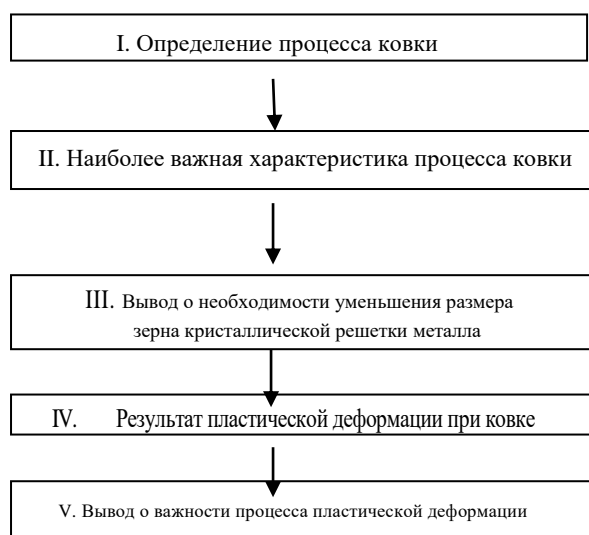 I. Определение процесса ковки
II. Наиболее важная характеристика процесса ковки
III. Вывод о необходимости уменьшения размера
зерна кристаллической решетки металла
IV. Результат пластической деформации при ковке
V. Вывод о важности процесса пластической деформации